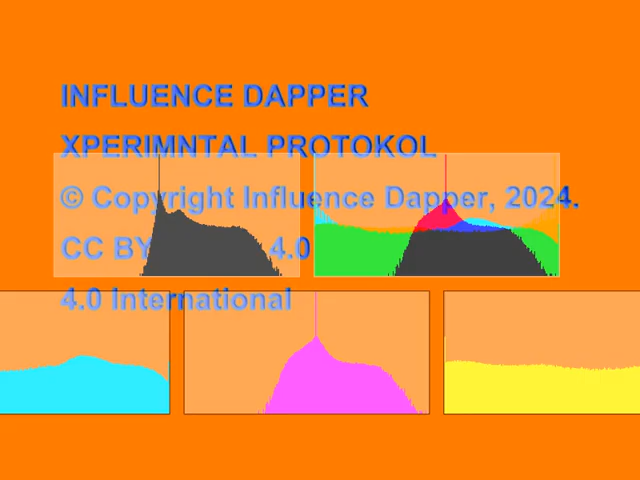 INFLUENCE DAPPER
XPERIMNTAL PROTOKOL
© Copyright Influence Dapper, 2024.
CC BY 4.0
4.0 International